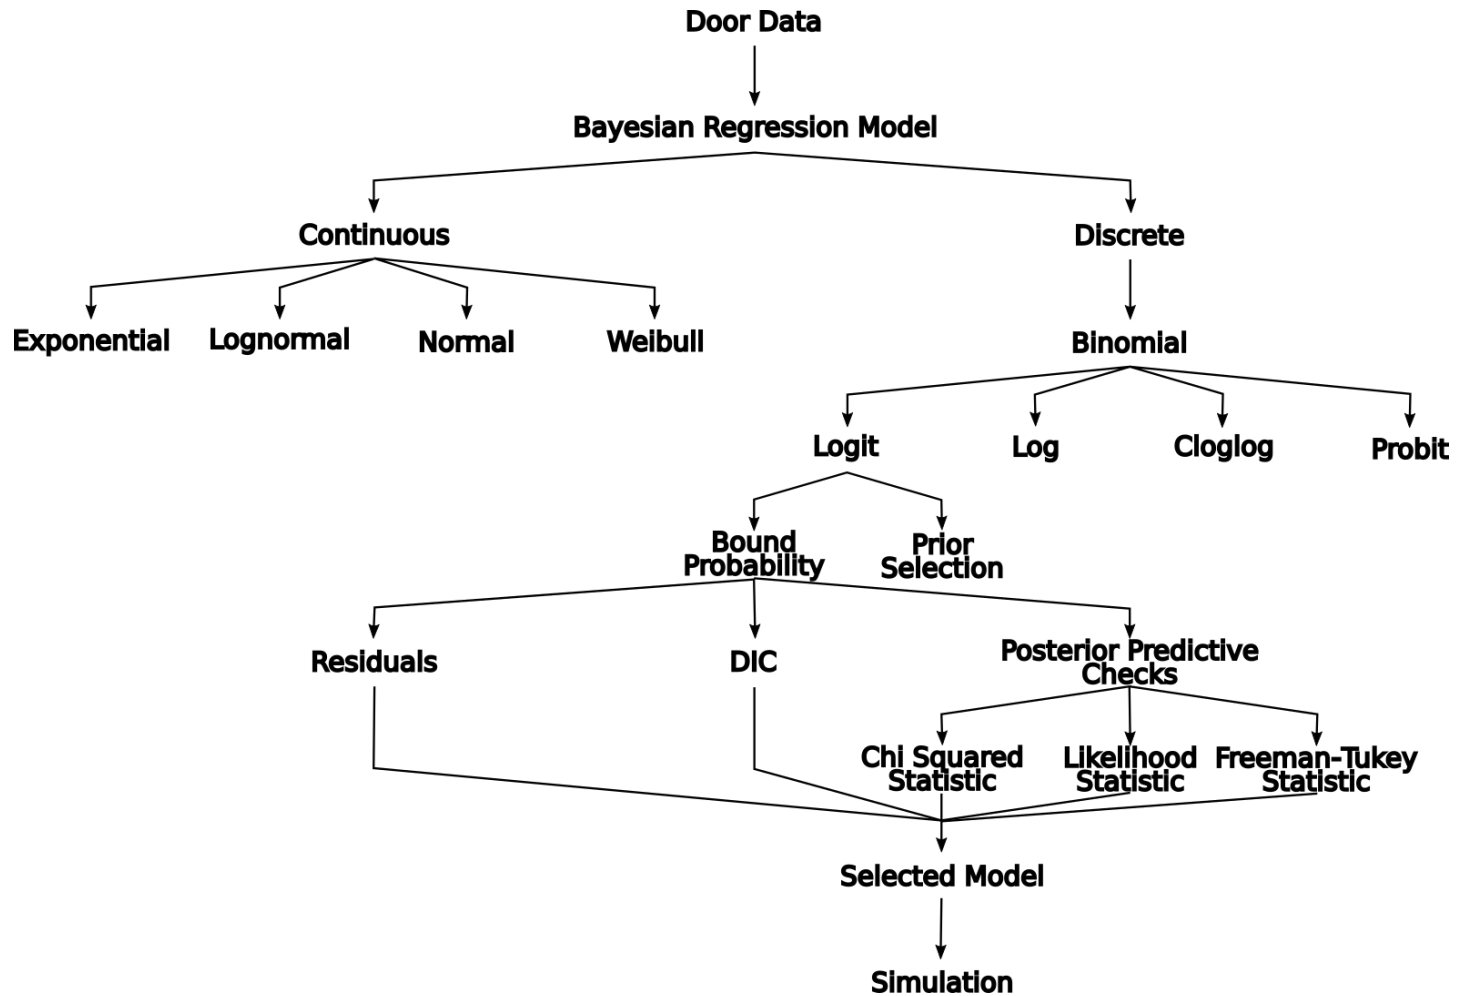 Door Data
Bayesian Regression Model
Continuous
Discrete
Exponential
Lognormal
Normal
Weibull
Binomial
Logit
Log
Cloglog
Probit
Bound
Probability
Prior
Selection
Residuals
DIC
Posterior Predictive
Checks
Chi Squared
Statistic
Likelihood
Statistic
Freeman-Tukey
Statistic
Selected Model
Simulation